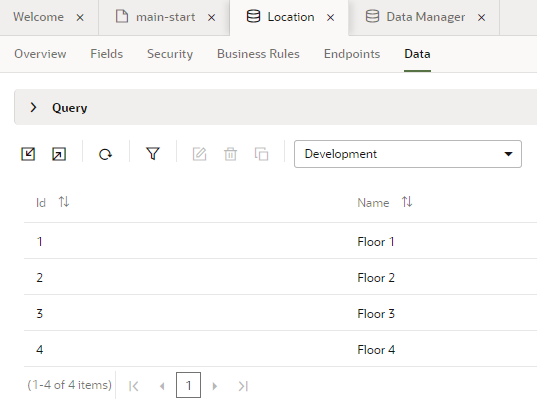 Welcome × main-start × Location × Data Manager ×
Overview Fields Security Business Rules Endpoints Data
Query
Development
Id Name
1 Floor 1
2 Floor 2
3 Floor 3
4 Floor 4
(1-4 of 4 items) 1